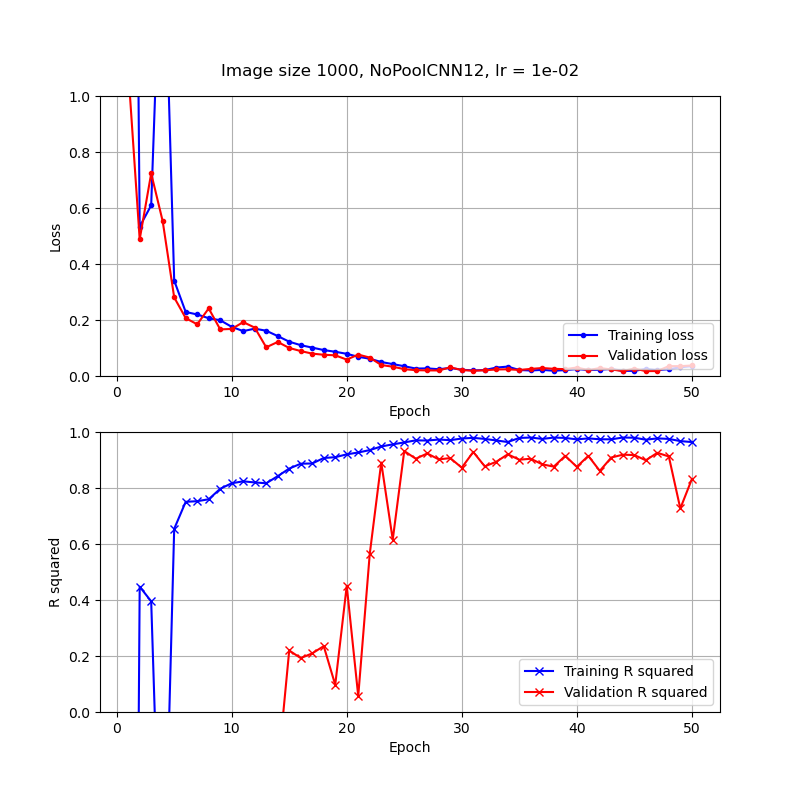 Image size 1000, NoPoolCNN12, lr = 1e-02
1.0
0.8
0.6
0.4
0.2
0.0
Loss
Training loss
Validation loss
0 10 20 30 40 50
Epoch
1.0
0.8
0.6
0.4
0.2
0.0
R squared
Training R squared
Validation R squared
0 10 20 30 40 50
Epoch